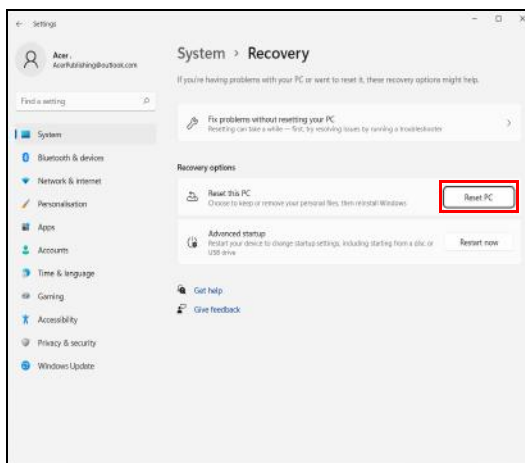 Settings
Acer .
AcerPublishing@outlook.com
Find a setting
System
Bluetooth & devices
Network & internet
Personalisation
Apps
Accounts
Time & language
Gaming
Accessibility
Privacy & security
Windows Update
System > Recovery
If you're having problems with your PC or want to reset it, these recovery options might help.
Fix problems without resetting your PC
Resetting can take a while — first, try resolving issues by running a troubleshooter
Recovery options
Reset this PC
Choose to keep or remove your personal files, then reinstall Windows
Reset PC
Advanced startup
Restart your device to change startup settings, including starting from a disc or
USB drive
Restart now
Get help
Give feedback